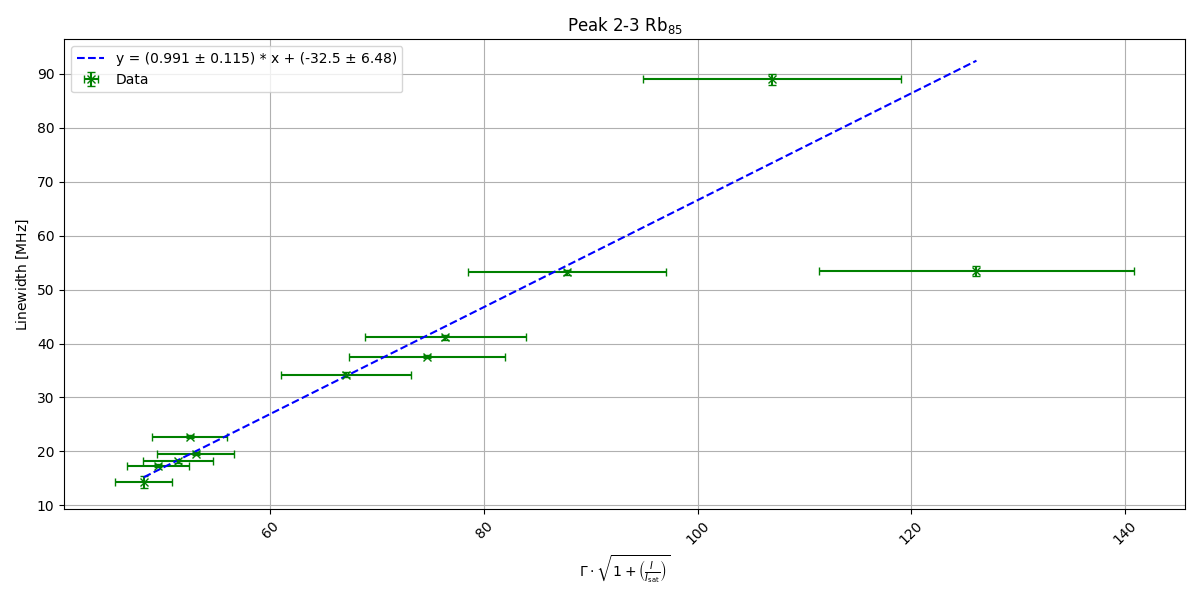 Peak 2-3 Rb₈₅
y = (0.991 ± 0.115) * x + (-32.5 ± 6.48)
Data
Linewidth [MHz]
90
80
70
60
50
40
30
20
10
60 80 100 120 140
Γ · √(1 + (I/I_sat))